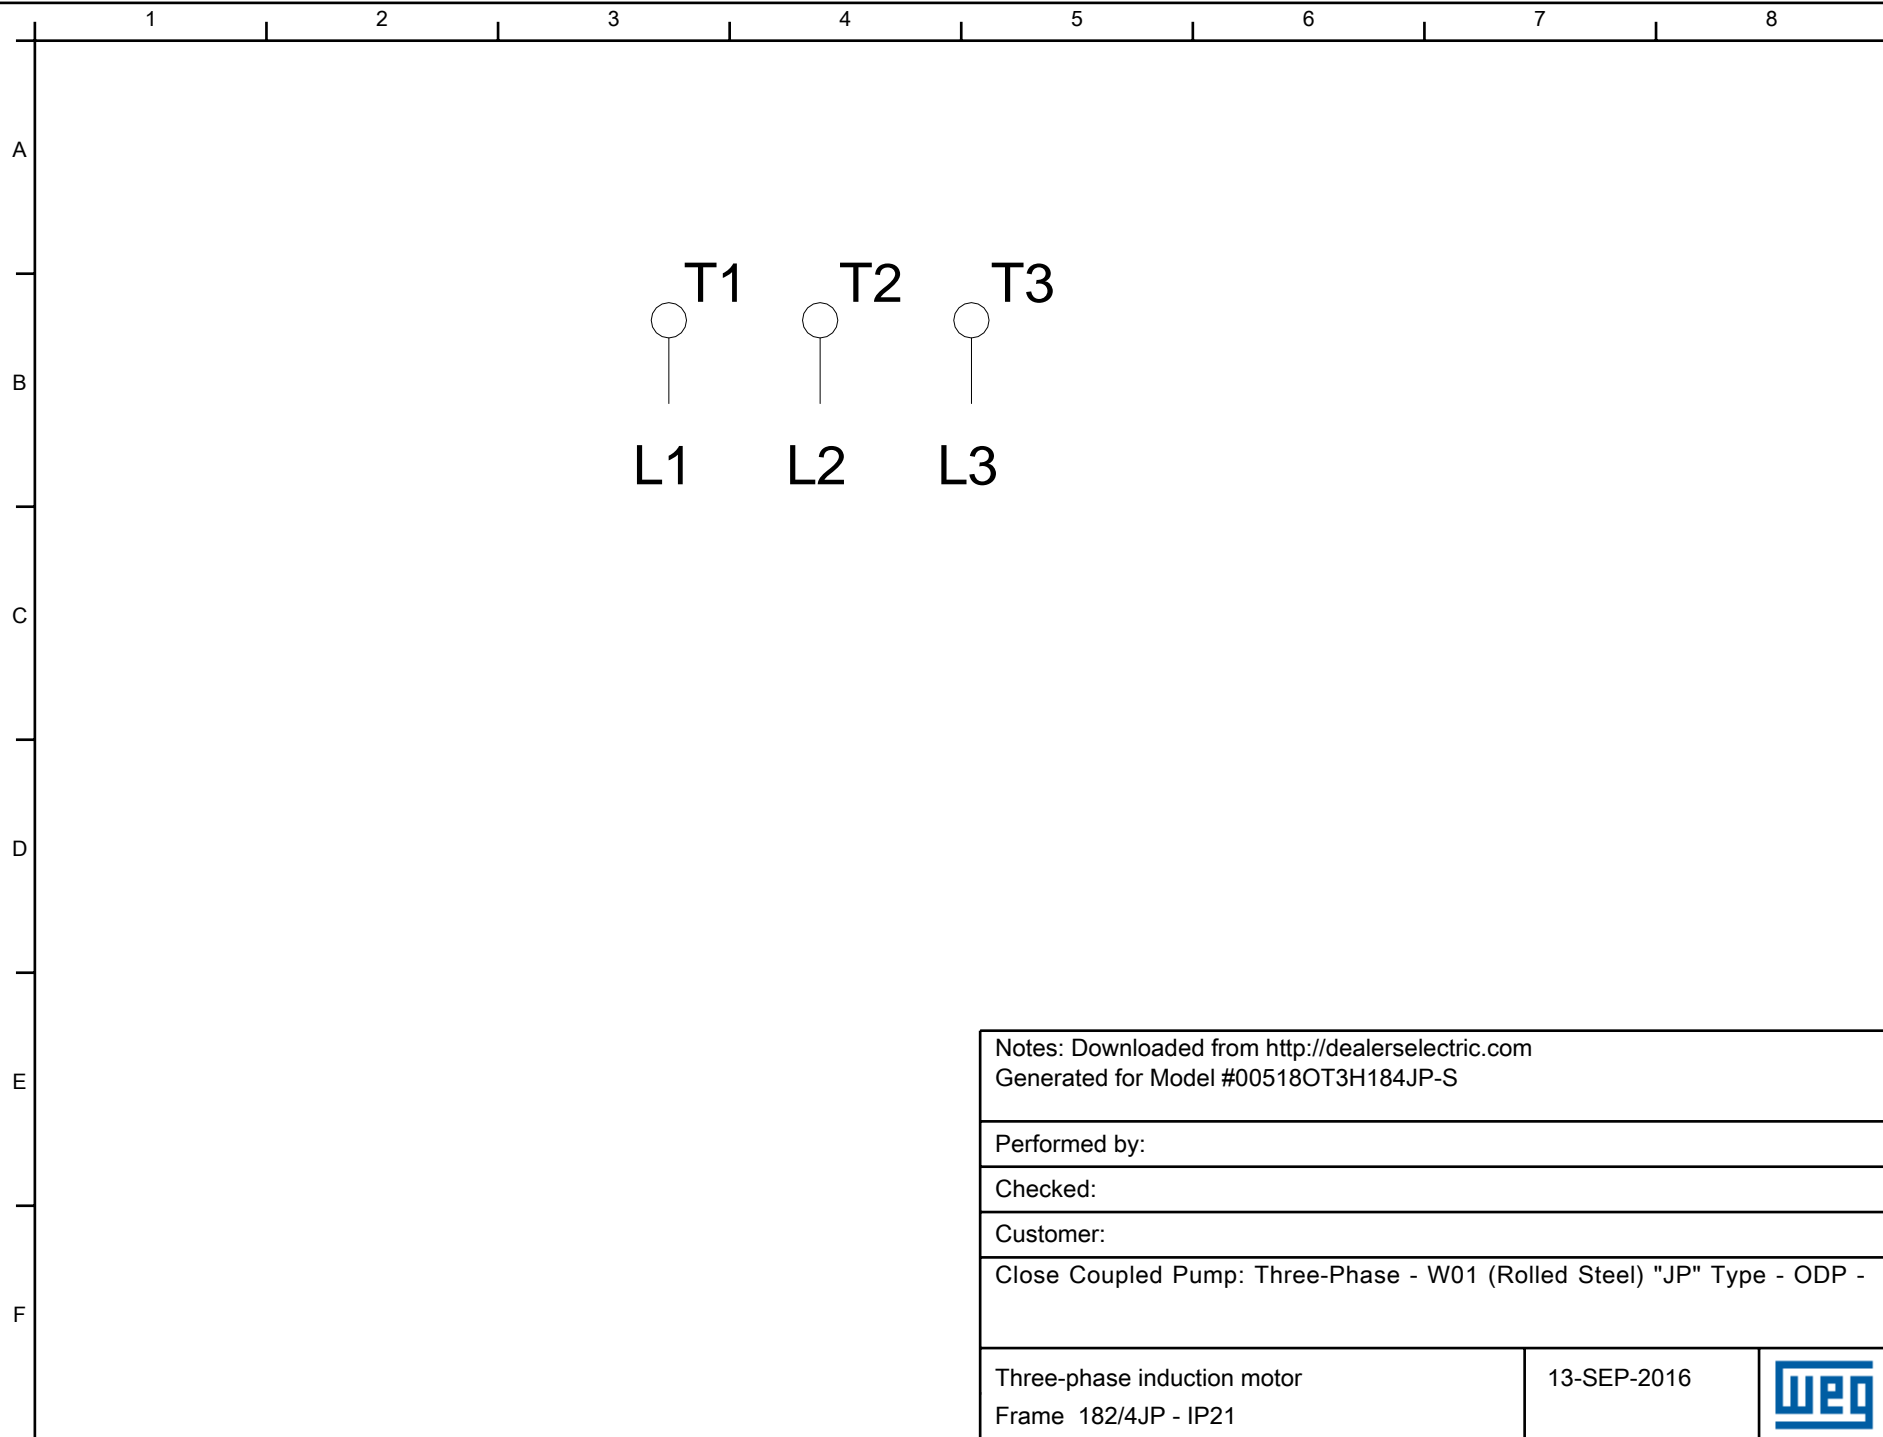 1 2 3 4 5 6 7 8
A
T1 T2 T3
B
L1 L2 L3
C
D
Notes: Downloaded from http://dealerselectric.com
E
Generated for Model #00518OT3H184JP-S
Performed by:
Checked:
Customer:
Close Coupled Pump: Three-Phase - W01 (Rolled Steel) "JP" Type - ODP -
F
Three-phase induction motor
13-SEP-2016
weg
Frame 182/4JP - IP21